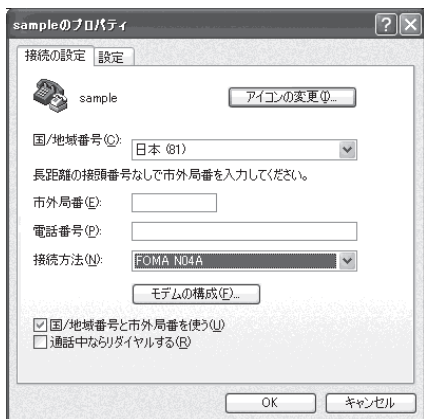 sampleのプロパティ
接続の設定 設定
sample アイコンの変更(I)...
国/地域番号(C): 日本 (81)
長距離の接頭番号なしで市外局番を入力してください。
市外局番(E):
電話番号(P):
接続方法(N): FOMA N04A
モデムの構成(F)...
国/地域番号と市外局番を使う(U)
通話中ならリダイヤルする(R)
OK キャンセル